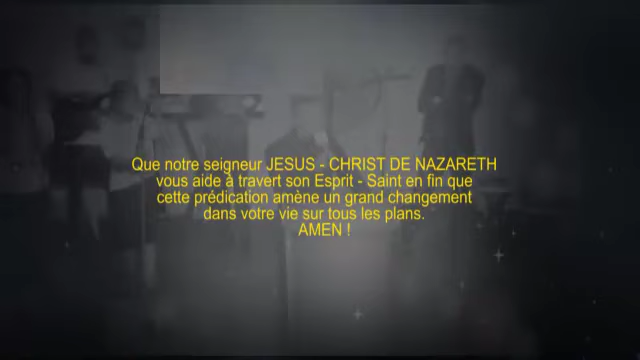 Que notre seigneur JESUS - CHRIST DE NAZARETH
vous aide à travert son Esprit - Saint en fin que
cette prédication amène un grand changement
dans votre vie sur tous les plans.
AMEN !